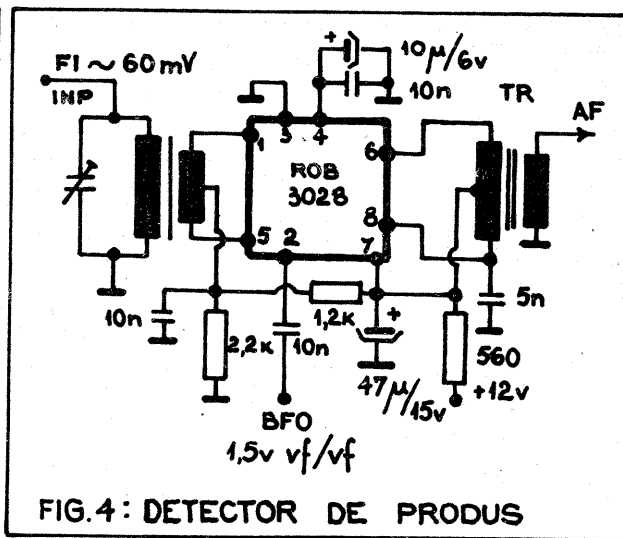 FI ~ 60mV
INP
10μ/6v
10n
TR
AF
1
3
4
6
ROB
3028
5
2
8
7
10n
2,2k
10n
1,2k
47μ/15v
5n
560
+12v
BFO
1,5v vf/vf
FIG.4: DETECTOR DE PRODUS